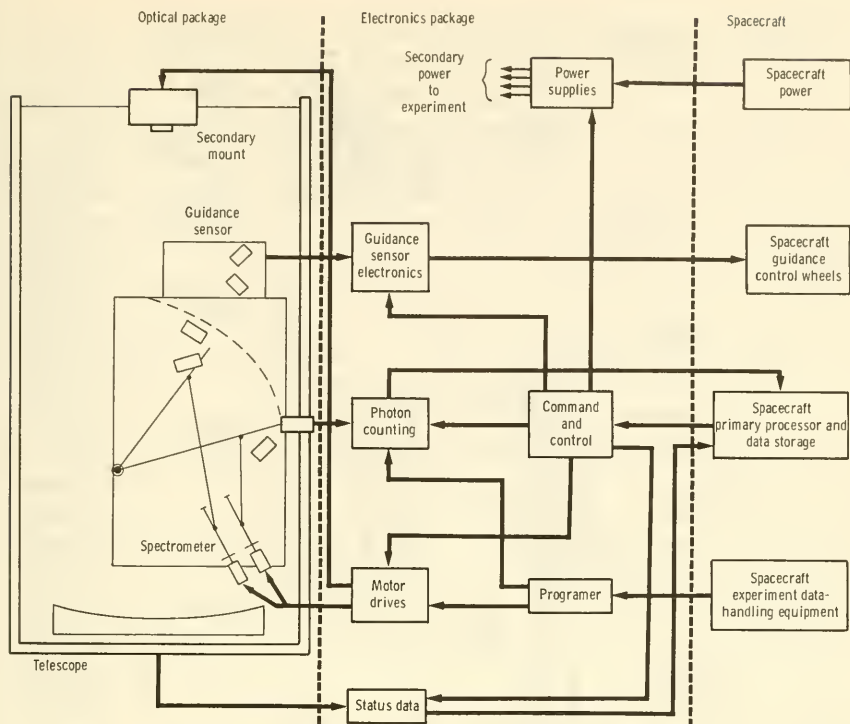 Optical package
Electronics package
Spacecraft
Secondary
power
to
experiment
Power
supplies
Spacecraft
power
Secondary
mount
Guidance
sensor
Guidance
sensor
electronics
Spacecraft
guidance
control wheels
Photon
counting
Command
and
control
Spacecraft
primary processor and
data storage
Spectrometer
Motor
drives
Programer
Spacecraft
experiment data-
handling equipment
Telescope
Status data